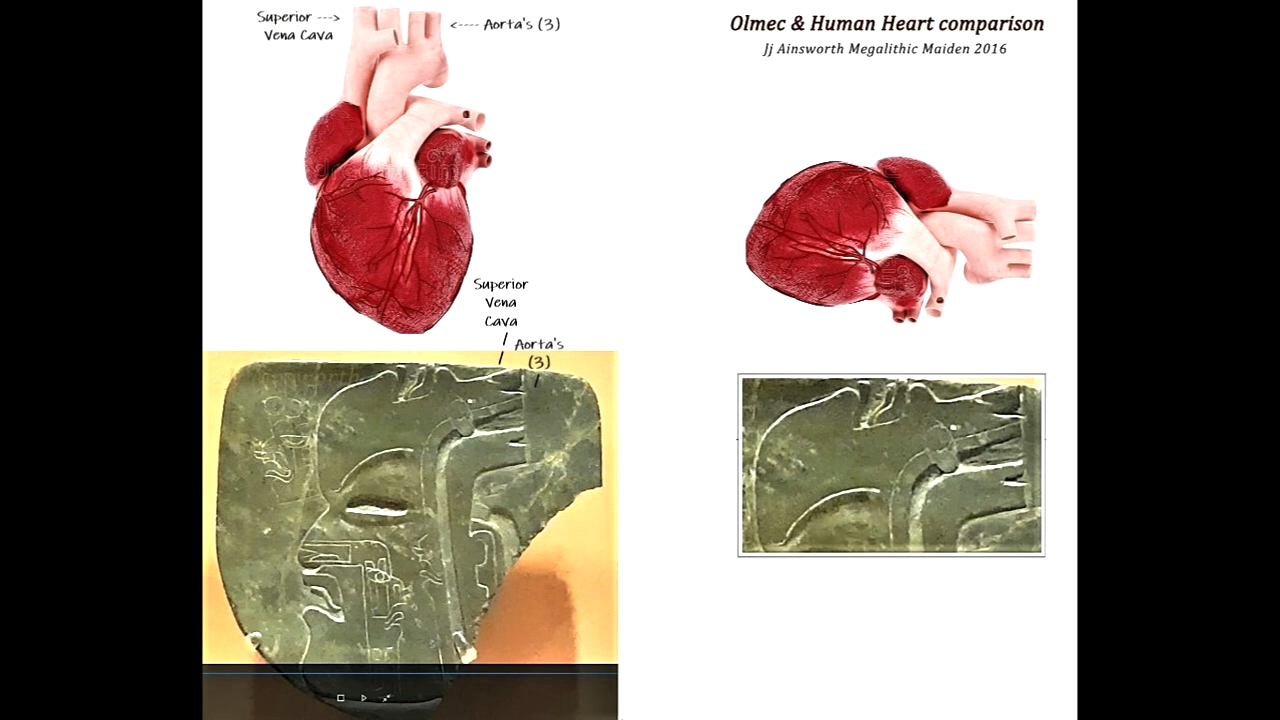 Superior --->
Vena Cava
<---- Aorta's (3)
Olmec & Human Heart comparison
Jj Ainsworth Megalithic Maiden 2016
Superior
Vena
Cava
Aorta's
(3)